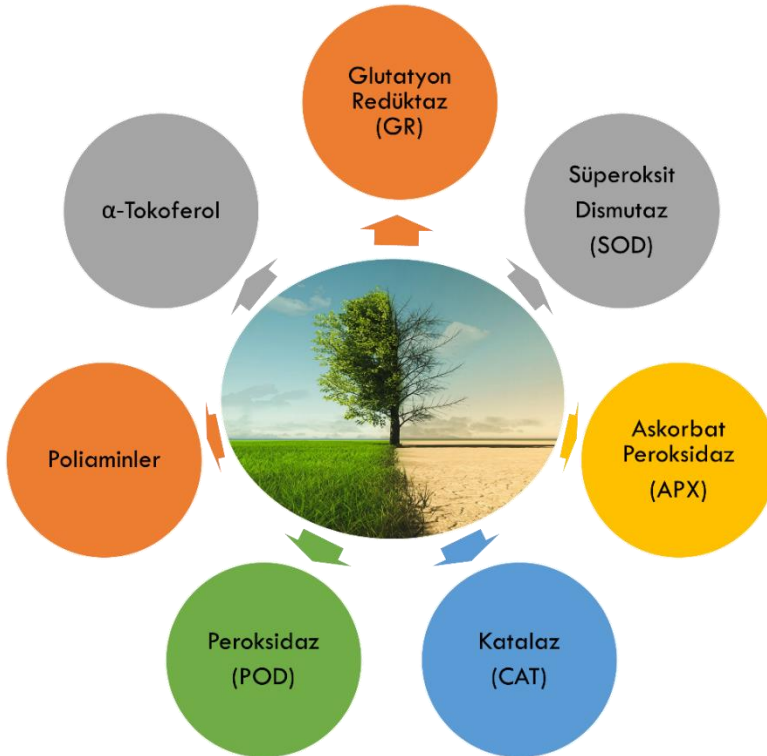 Glutatyon
Redüktaz
(GR)
Süperoksit
Dismutaz
(SOD)
Askorbat
Peroksidaz
(APX)
Katalaz
(CAT)
Peroksidaz
(POD)
Poliaminler
α-Tokoferol